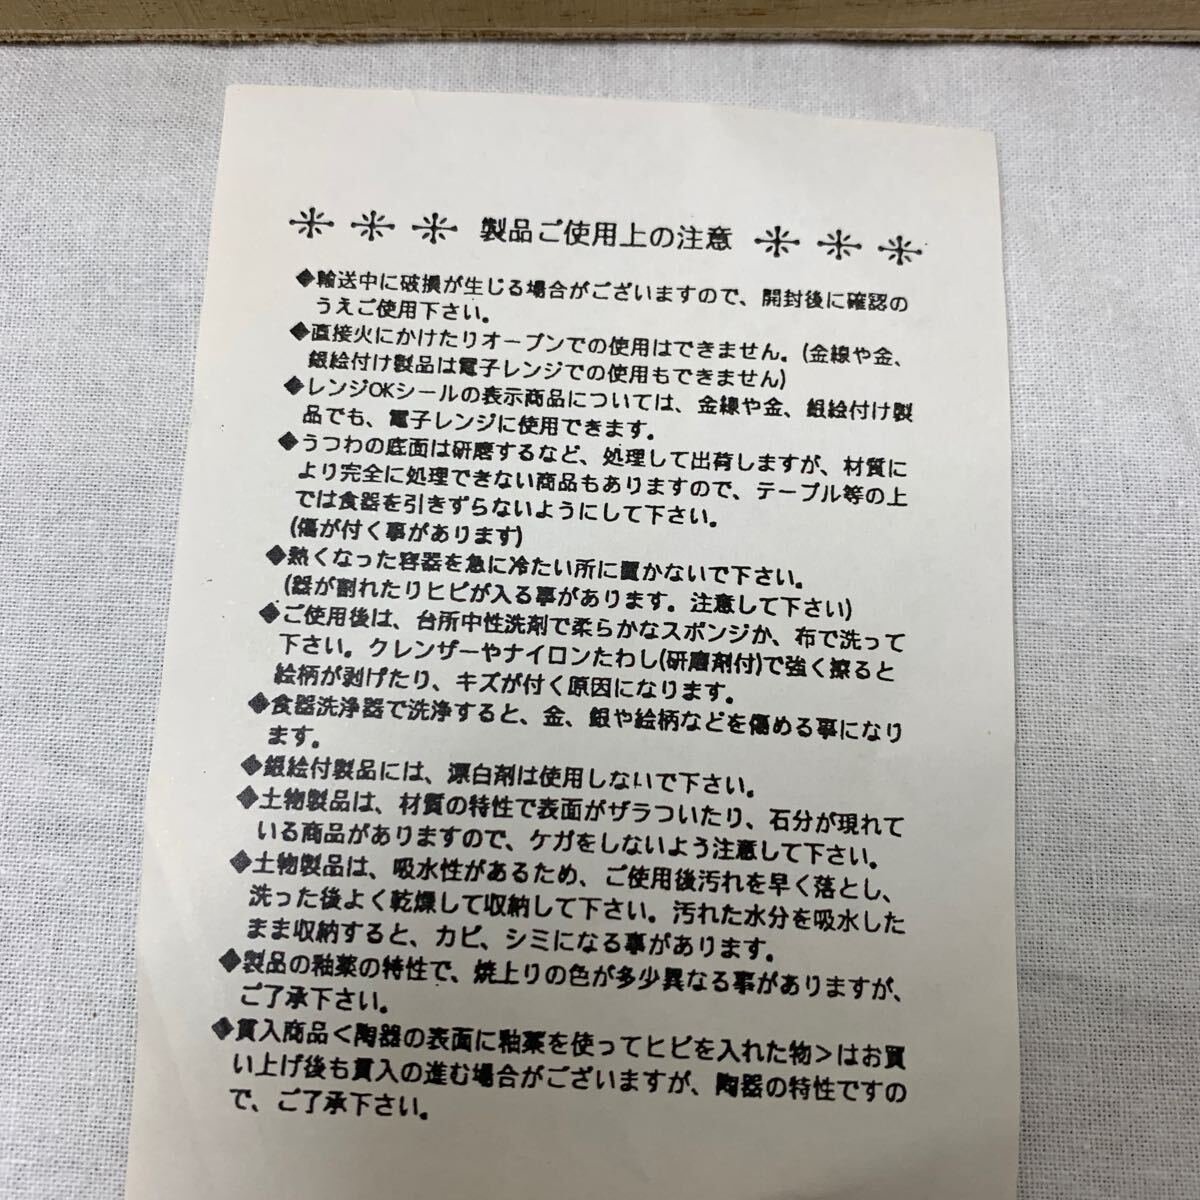 製品ご使用上の注意
◆輸送中に破損が生じる場合がございますので、開封後に確認の
うえご使用下さい。
◆直接火にかけたりオーブンでの使用はできません。(金線や金、
銀絵付け製品は電子レンジでの使用もできません)
◆レンジOKシールの表示商品については、金線や金、銀絵付け製
品でも、電子レンジに使用できます。
◆うつわの底面は研磨するなど、処理して出荷しますが、材質に
より完全に処理できない商品もありますので、テーブル等の上
では食器を引きずらないようにして下さい。
(傷が付く事があります)
◆熱くなった容器を急に冷たい所に置かないで下さい。
(器が割れたりヒビが入る事があります。注意して下さい)
◆ご使用後は、台所中性洗剤で柔らかなスポンジか、布で洗って
下さい。クレンザーやナイロンたわし(研磨剤付)で強く擦ると
絵柄が剥げたり、キズが付く原因になります。
◆食器洗浄器で洗浄すると、金、銀や絵柄などを傷める事になり
ます。
◆銀絵付製品には、漂白剤は使用しないで下さい。
◆土物製品は、材質の特性で表面がザラついたり、石分が現れて
いる商品がありますので、ケガをしないよう注意して下さい。
◆土物製品は、吸水性があるため、ご使用後汚れを早く落とし、
洗った後よく乾燥して収納して下さい。汚れた水分を吸水した
まま収納すると、カビ、シミになる事があります。
◆製品の釉薬の特性で、焼上りの色が多少異なる事がありますが、
ご了承下さい。
◆貫入商品<陶器の表面に釉薬を使ってヒビを入れた物>はお買
い上げ後も貫入の進む場合がございますが、陶器の特性ですの
で、ご了承下さい。